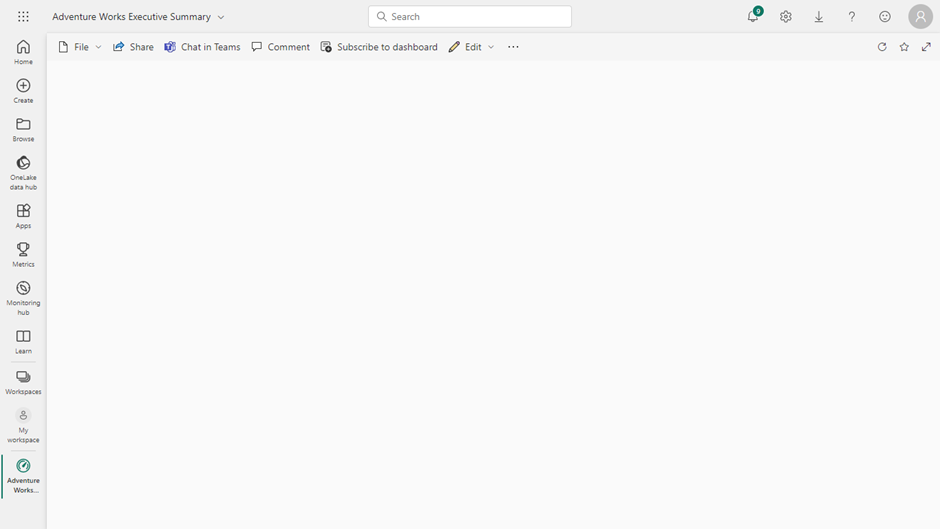 Adventure Works Executive Summary
Search
9
File
Share
Chat in Teams
Comment
Subscribe to dashboard
Edit
Home
Create
Browse
OneLake
data hub
Apps
Metrics
Monitoring
hub
Learn
Workspaces
My
workspace
Adventure
Works...